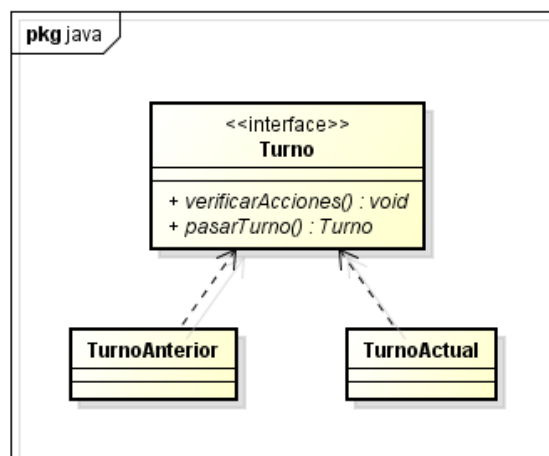 pkg java
<<interface>>
Turno
+ verificarAcciones() : void
+ pasarTurno() : Turno
TurnoAnterior
TurnoActual